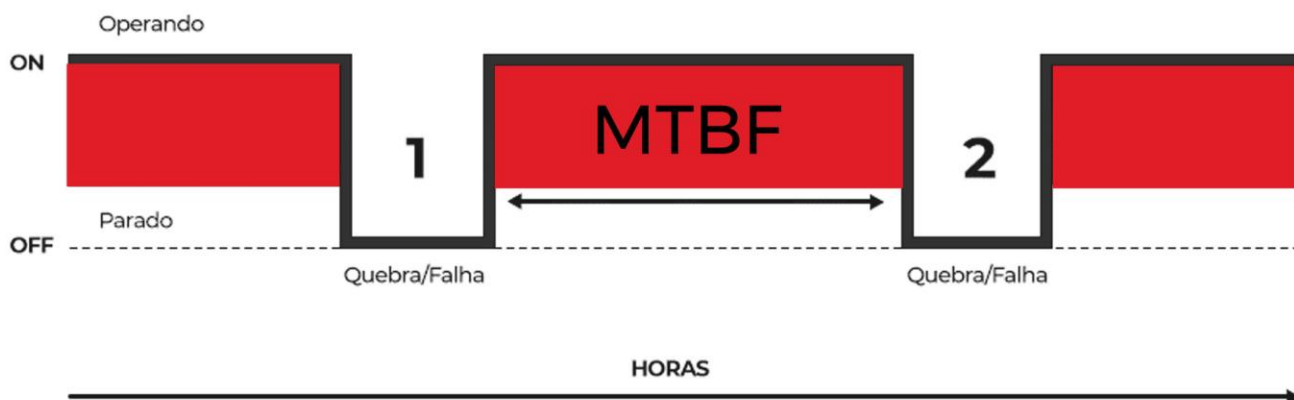 Operando
ON
1
MTBF
2
Parado
OFF
Quebra/Falha
Quebra/Falha
HORAS